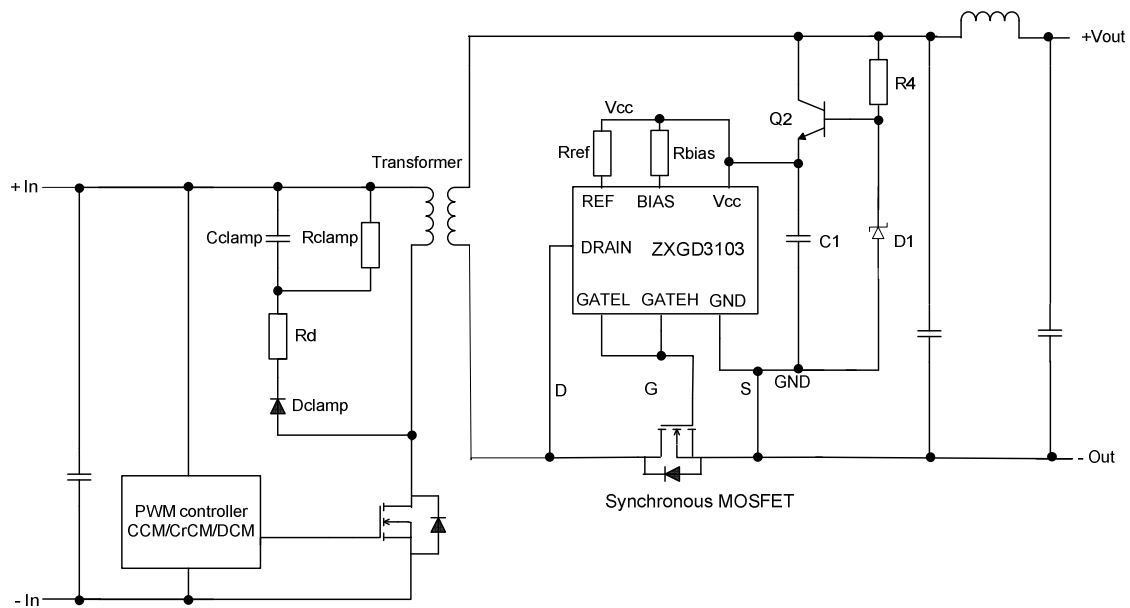 +Vout
R4
Q2
Vcc
Rref
Rbias
Transformer
+ In
REF BIAS Vcc
Cclamp
Rclamp
DRAIN ZXGD3103
C1
D1
GATEL GATEH GND
Rd
D
G
S
GND
Dclamp
- Out
Synchronous MOSFET
PWM controller
CCM/CrCM/DCM
- In